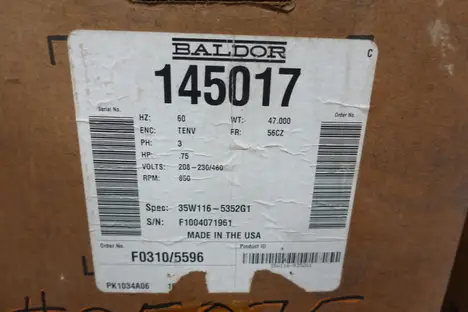 BALDOR
C
145017
Serial No.
Order No.
HZ: 60 WT: 47.000
ENC: TENV FR: 56CZ
PH: 3
HP: .75
VOLTS: 208-230/460
RPM: 850
Spec: 35W116-5352G1
S/N: F1004071961
MADE IN THE USA
Order No.
F0310/5596
Product ID
PK1034A06